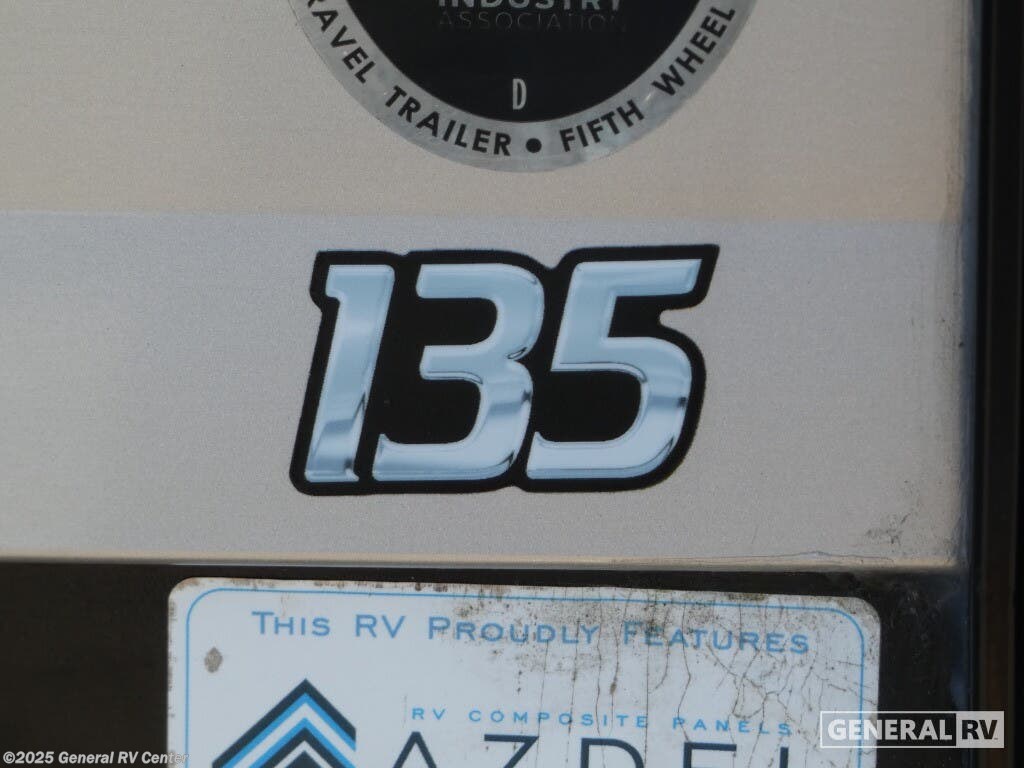 INDUSTRY
ASSOCIATION
D
TRAVEL TRAILER • FIFTH WHEEL
135
THIS RV PROUDLY FEATURES
RV COMPOSITE PANELS
AZDEL
GENERAL RV
©2025 General RV Center